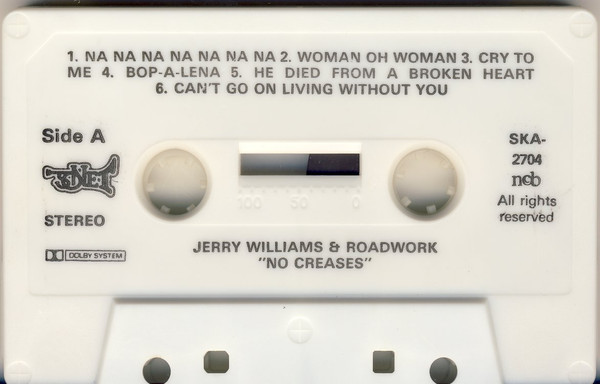 1. NA NA NA NA NA NA NA 2. WOMAN OH WOMAN 3. CRY TO
ME 4. BOP-A-LENA 5. HE DIED FROM A BROKEN HEART
6. CAN'T GO ON LIVING WITHOUT YOU
Side A
SKA-
2704
ncb
All rights
reserved
STEREO
DOLBY SYSTEM
100 50 0
JERRY WILLIAMS & ROADWORK
"NO CREASES"